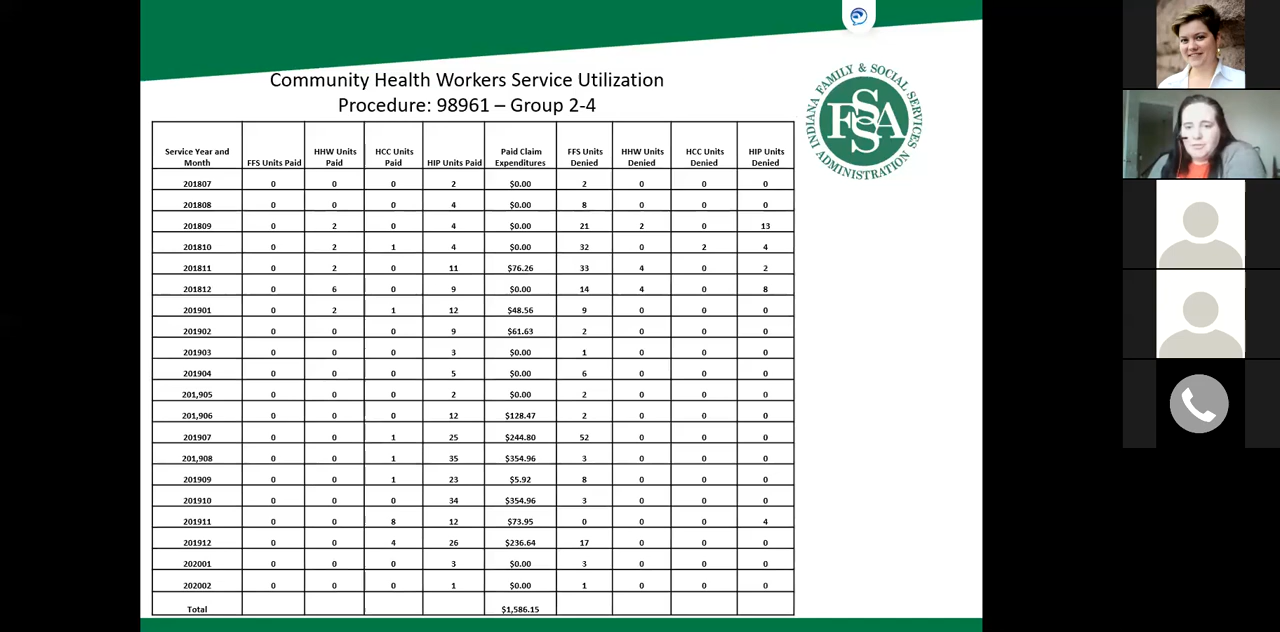 Community Health Workers Service Utilization
Procedure: 98961 – Group 2-4
INDIANA FAMILY & SOCIAL SERVICES ADMINISTRATION
FSSA
Service Year and Month FFS Units Paid HHW Units Paid HCC Units Paid HIP Units Paid Paid Claim Expenditures FFS Units Denied HHW Units Denied HCC Units Denied HIP Units Denied
201807 0 0 0 2 $0.00 2 0 0 0
201808 0 0 0 4 $0.00 8 0 0 0
201809 0 2 0 4 $0.00 21 2 0 13
201810 0 2 1 4 $0.00 32 0 2 4
201811 0 2 0 11 $76.26 33 4 0 2
201812 0 6 0 9 $0.00 14 4 0 8
201901 0 2 1 12 $48.56 9 0 0 0
201902 0 0 0 9 $61.63 2 0 0 0
201903 0 0 0 3 $0.00 1 0 0 0
201904 0 0 0 5 $0.00 6 0 0 0
201,905 0 0 0 2 $0.00 2 0 0 0
201,906 0 0 0 12 $128.47 2 0 0 0
201907 0 0 1 25 $244.80 52 0 0 0
201,908 0 0 1 35 $354.96 3 0 0 0
201909 0 0 1 23 $5.92 8 0 0 0
201910 0 0 0 34 $354.96 3 0 0 0
201911 0 0 8 12 $73.95 0 0 0 4
201912 0 0 4 26 $236.64 17 0 0 0
202001 0 0 0 3 $0.00 3 0 0 0
202002 0 0 0 1 $0.00 1 0 0 0
Total $1,586.15